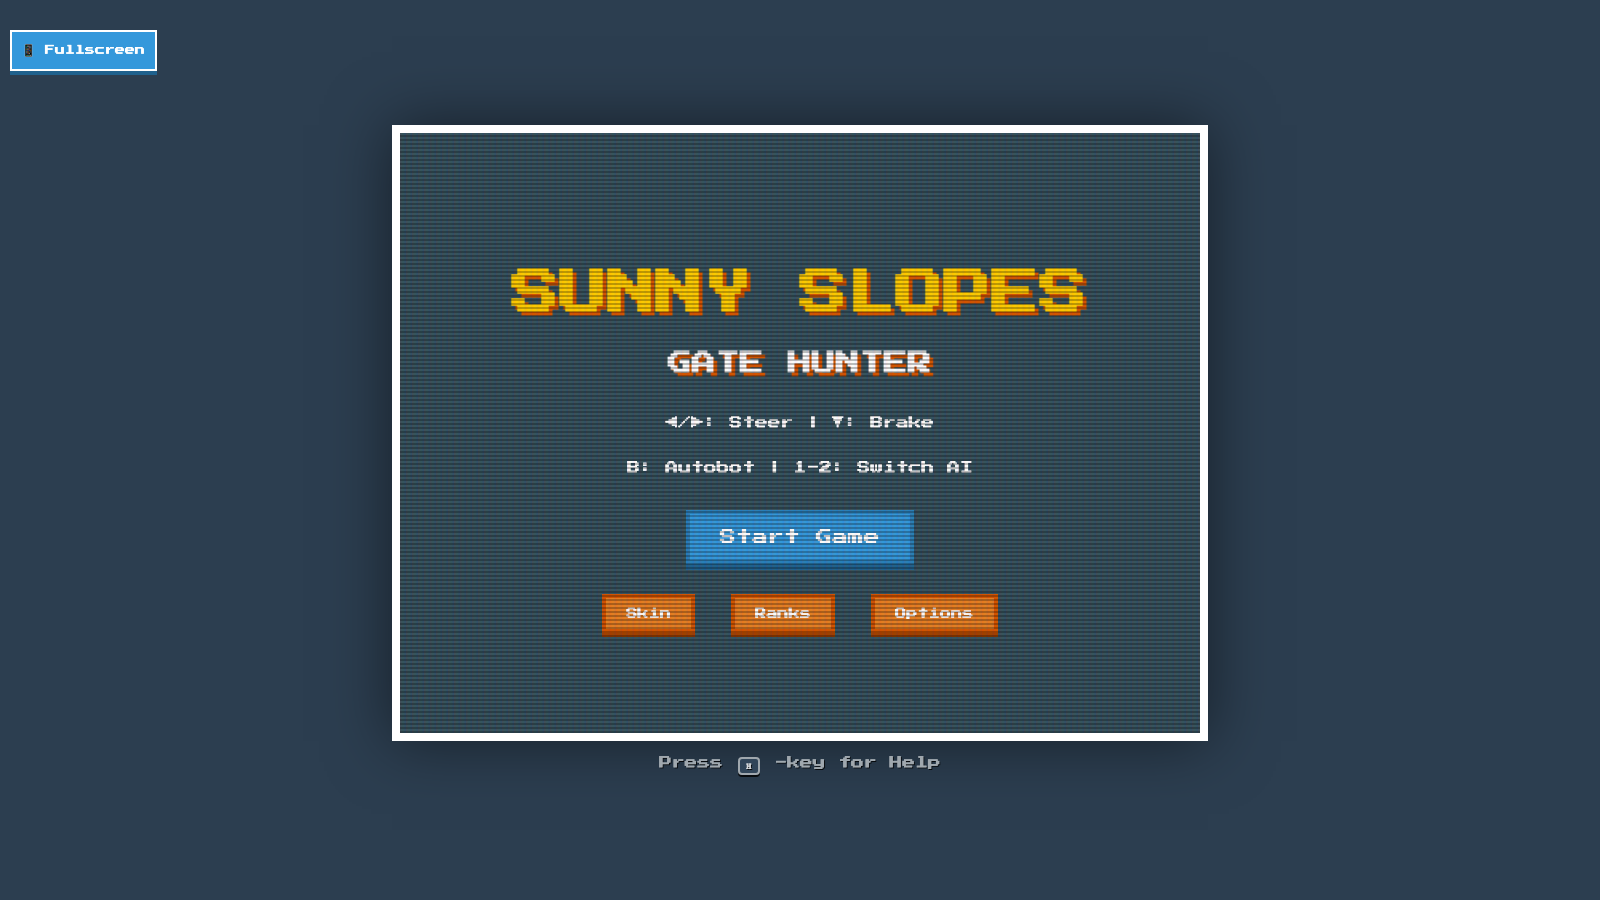 Fullscreen
SUNNY SLOPES
GATE HUNTER
◀/▶: Steer | ▼: Brake
B: Autobot | 1-2: Switch AI
Start Game
Skin Ranks Options
Press H -key for Help